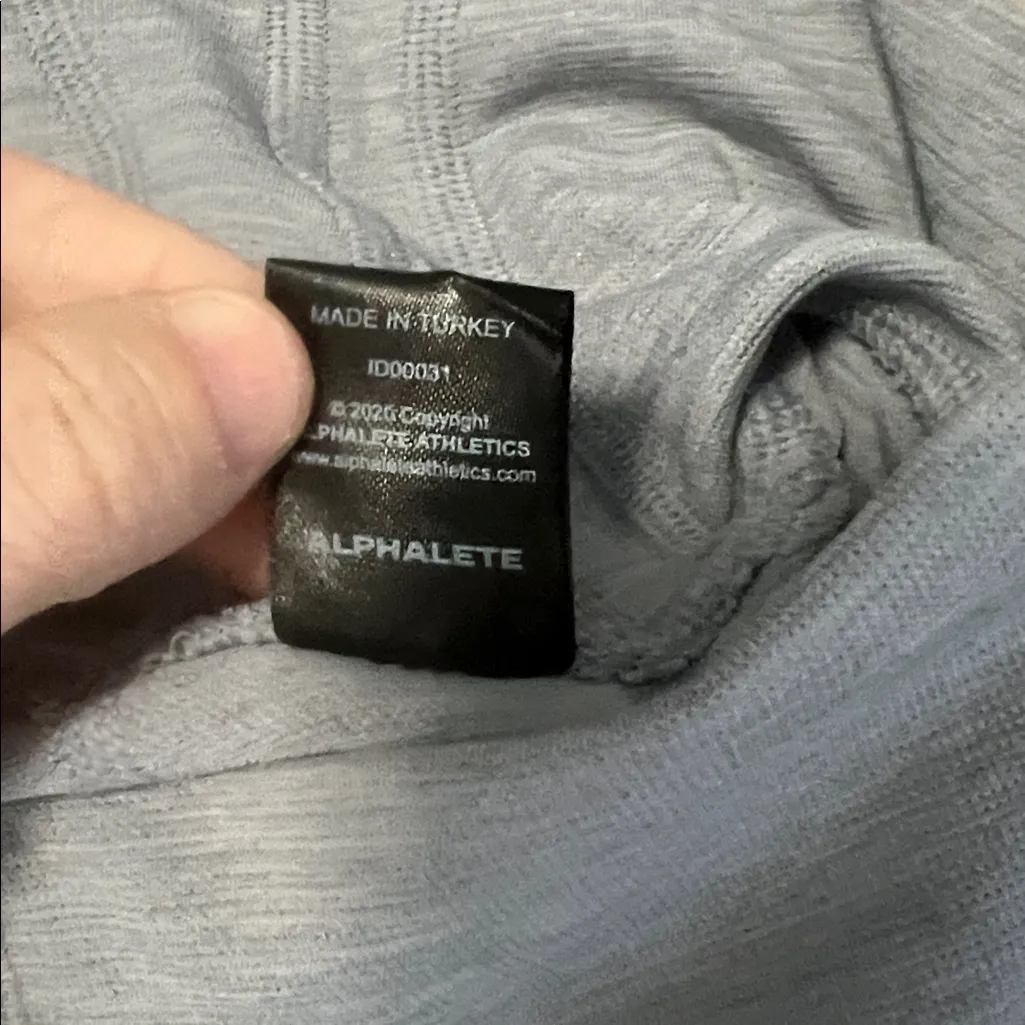 MADE IN TURKEY
ID00031
© 2020 Copyright
ALPHALETE ATHLETICS
www.alphaleteathletics.com
ALPHALETE